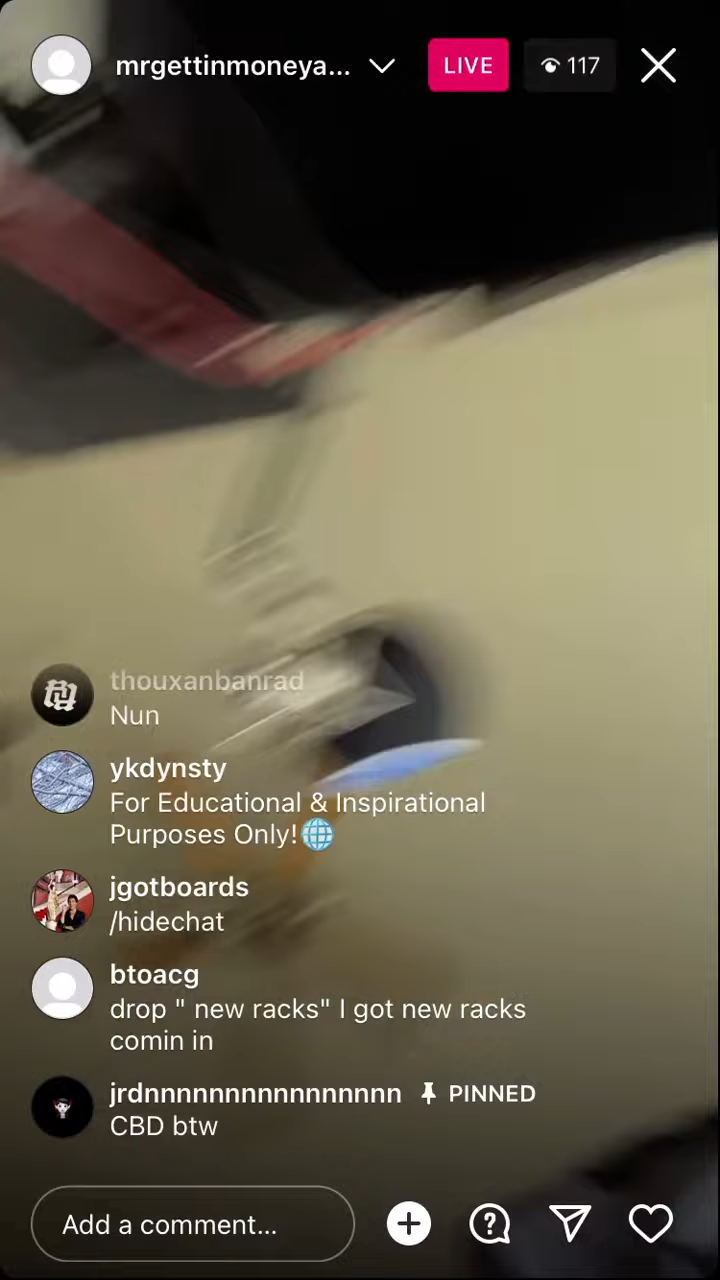 mrgettinmoneya...
LIVE
117
thouxanbanrad
Nun
ykdynsty
For Educational & Inspirational
Purposes Only!🌐
jgotboards
/hidechat
btoacg
drop " new racks" I got new racks
comin in
jrdnnnnnnnnnnnnnnnnn PINNED
CBD btw
Add a comment...